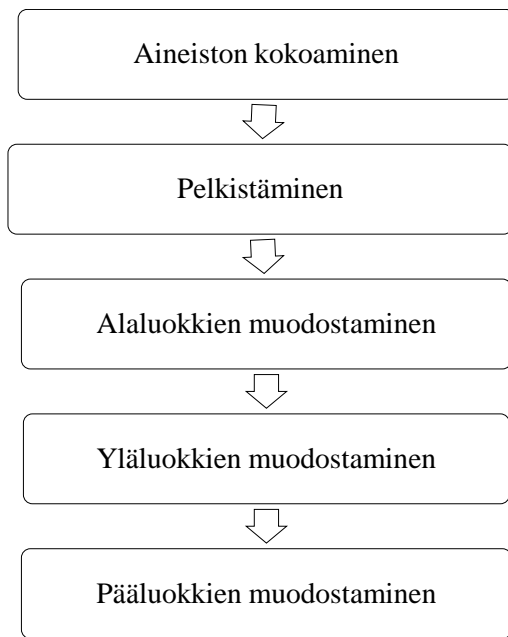 Aineiston kokoaminen
Pelkistäminen
Alaluokkien muodostaminen
Yläluokkien muodostaminen
Pääluokkien muodostaminen